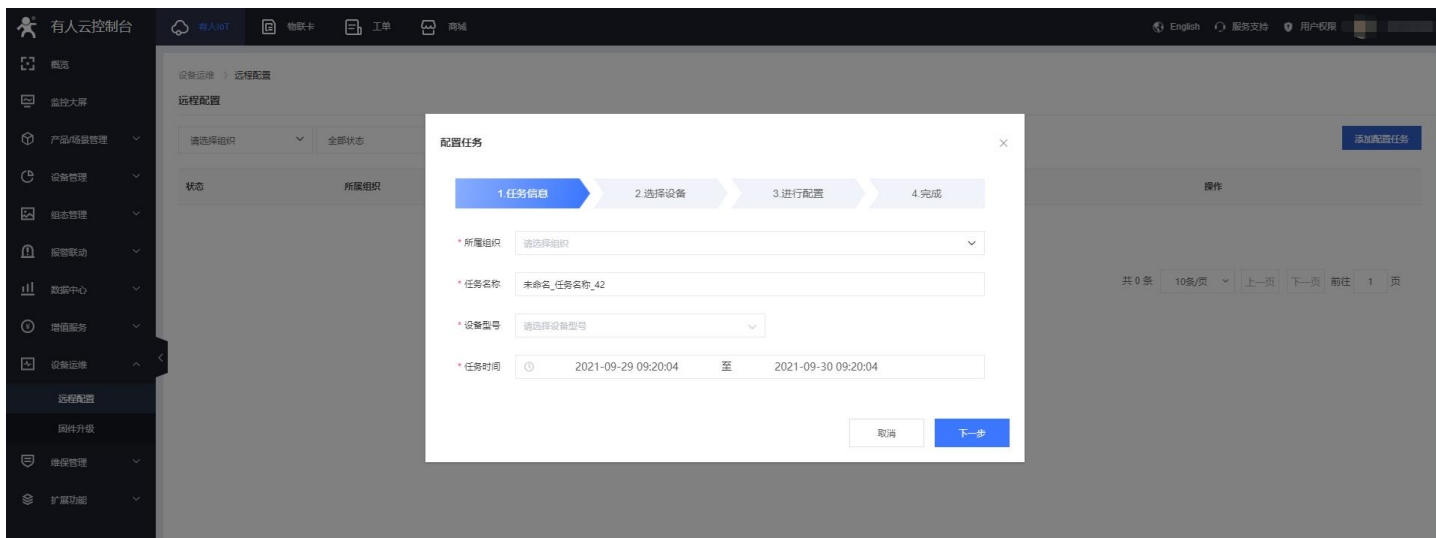 有人云控制台
有人IoT
物联卡
工单
商城
English
服务支持
用户权限
概览
监控大屏
产品/场景管理
设备管理
组态管理
报警联动
数据中心
增值服务
设备运维
远程配置
固件升级
维保管理
扩展功能
设备运维 > 远程配置
远程配置
请选择组织
全部状态
添加配置任务
状态
所属组织
操作
共 0 条
10条/页
上一页
下一页
前往 1 页
配置任务
1.任务信息
2.选择设备
3.进行配置
4.完成
* 所属组织 请选择组织
* 任务名称 未命名_任务名称_42
* 设备型号 请选择设备型号
* 任务时间 2021-09-29 09:20:04 至 2021-09-30 09:20:04
取消
下一步